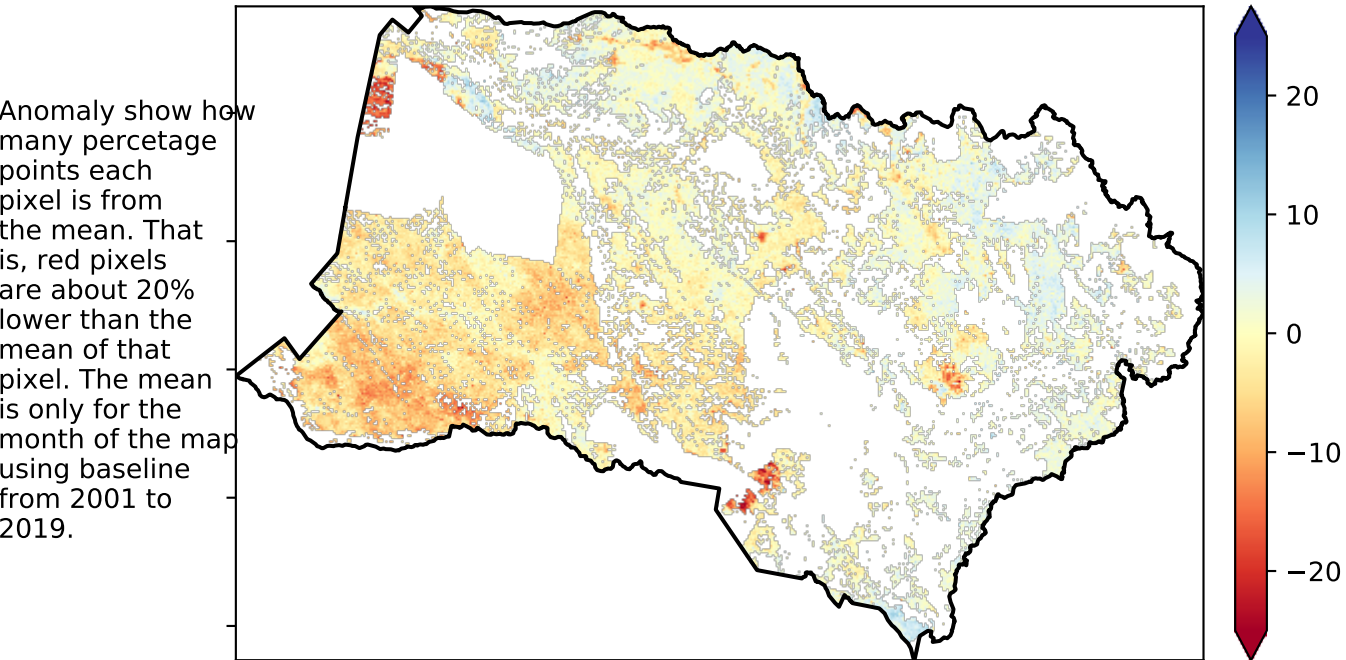 Anomaly show how
many percetage
points each
pixel is from
the mean. That
is, red pixels
are about 20%
lower than the
mean of that
pixel. The mean
is only for the
month of the map
using baseline
from 2001 to
2019.
20
10
0
−10
−20